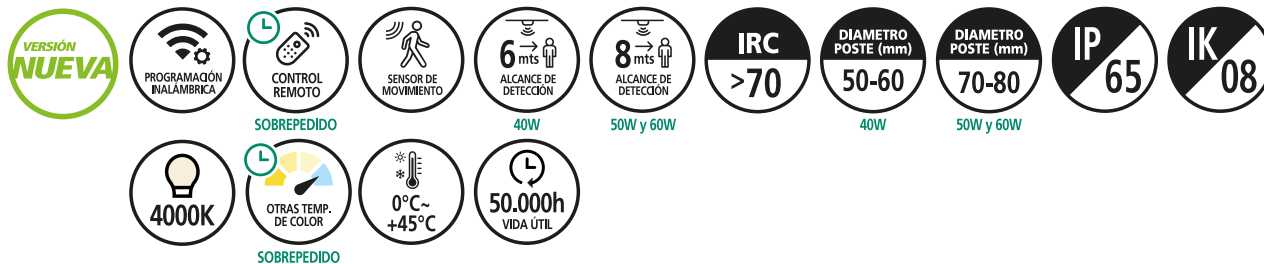 VERSIÓN
NUEVA
PROGRAMACIÓN
INALÁMBRICA
CONTROL
REMOTO
SOBREPEDIDO
SENSOR DE
MOVIMIENTO
6 mts
ALCANCE DE
DETECCIÓN
40W
8 mts
ALCANCE DE
DETECCIÓN
50W y 60W
IRC
>70
DIAMETRO
POSTE (mm)
50-60
40W
DIAMETRO
POSTE (mm)
70-80
50W y 60W
IP
65
IK
08
4000K
OTRAS TEMP.
DE COLOR
SOBREPEDIDO
0°C~
+45°C
50.000h
VIDA ÚTIL